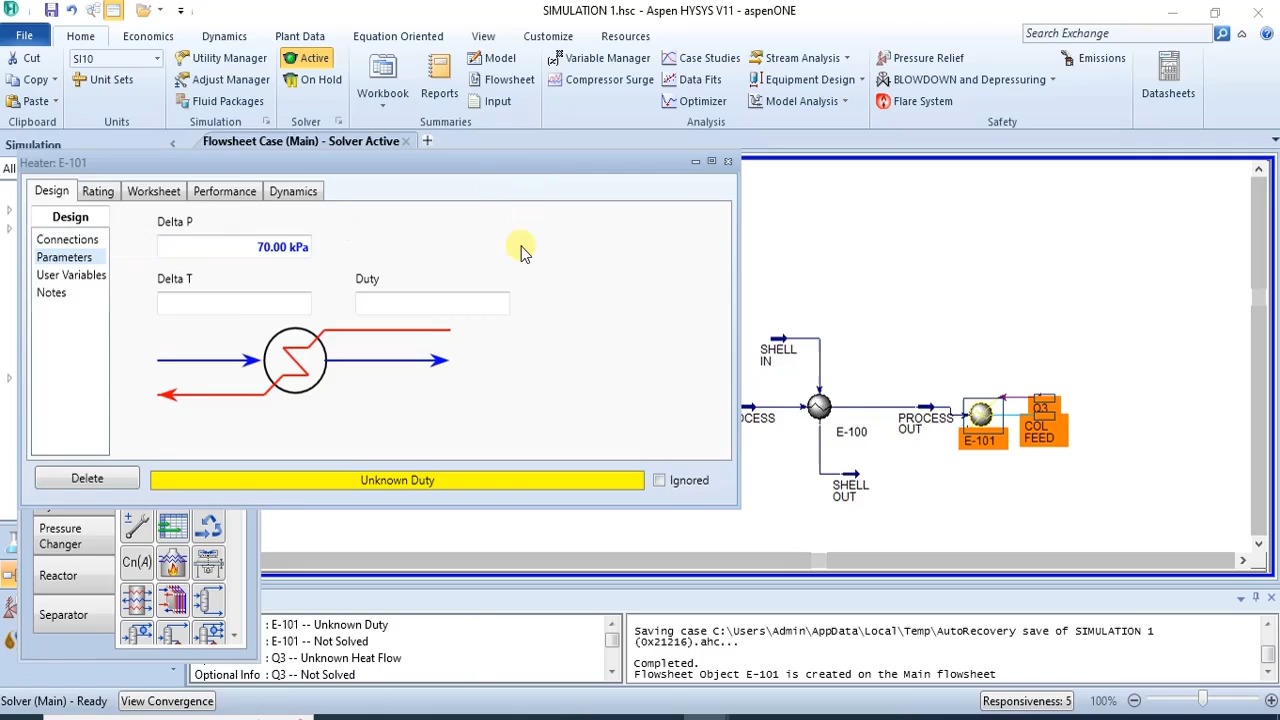 SIMULATION 1.hsc - Aspen HYSYS V11 - aspenONE
File
Home
Economics
Dynamics
Plant Data
Equation Oriented
View
Customize
Resources
Search Exchange
Cut
Copy
Paste
Clipboard
SI10
Unit Sets
Units
Utility Manager
Adjust Manager
Fluid Packages
Simulation
Active
On Hold
Solver
Workbook
Reports
Model
Flowsheet
Input
Summaries
Variable Manager
Compressor Surge
Case Studies
Data Fits
Optimizer
Stream Analysis
Equipment Design
Model Analysis
Analysis
Pressure Relief
BLOWDOWN and Depressuring
Flare System
Emissions
Safety
Datasheets
Simulation
Flowsheet Case (Main) - Solver Active
All
Heater: E-101
Design
Rating
Worksheet
Performance
Dynamics
Design
Connections
Parameters
User Variables
Notes
Delta P
70.00 kPa
Delta T
Duty
Delete
Unknown Duty
Ignored
SHELL
IN
OCESS
E-100
PROCESS
OUT
E-101
Q3
COL
FEED
SHELL
OUT
Pressure
Changer
Reactor
Separator
Cn(A)
: E-101 -- Unknown Duty
: E-101 -- Not Solved
: Q3 -- Unknown Heat Flow
Optional Info : Q3 -- Not Solved
Saving case C:\Users\Admin\AppData\Local\Temp\AutoRecovery save of SIMULATION 1
(0x21216).ahc...
Completed.
Flowsheet Object E-101 is created on the Main flowsheet
Solver (Main) - Ready
View Convergence
Responsiveness: 5
100%